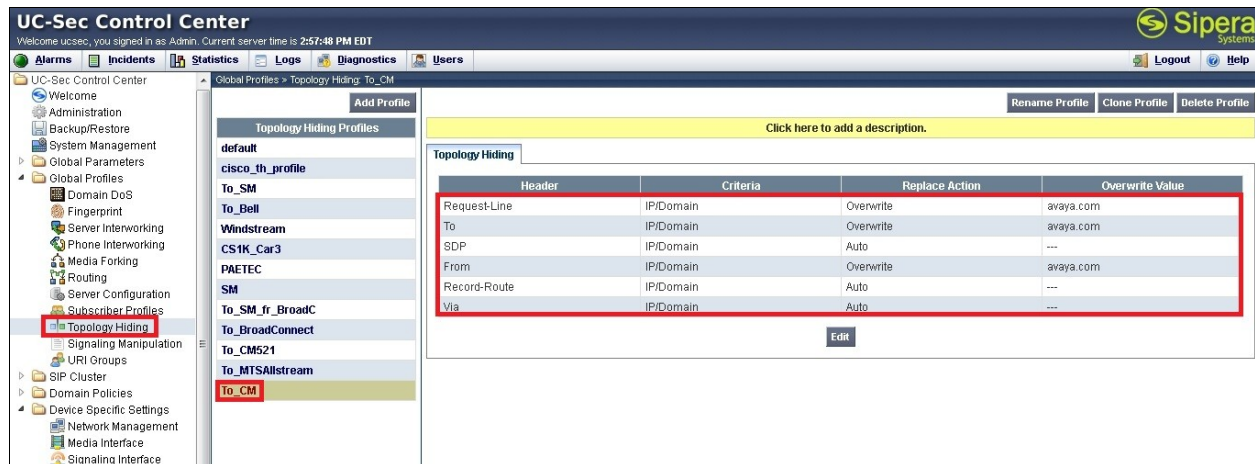 UC-Sec Control Center
Welcome ucsec, you signed in as Admin. Current server time is 2:57:48 PM EDT
Sipera
Systems
Alarms Incidents Statistics Logs Diagnostics Users Logout Help
UC-Sec Control Center
Welcome
Administration
Backup/Restore
System Management
Global Parameters
Global Profiles
Domain DoS
Fingerprint
Server Interworking
Phone Interworking
Media Forking
Routing
Server Configuration
Subscriber Profiles
Topology Hiding
Signaling Manipulation
URI Groups
SIP Cluster
Domain Policies
Device Specific Settings
Network Management
Media Interface
Signaling Interface
Global Profiles > Topology Hiding: To_CM
Add Profile
Topology Hiding Profiles
default
cisco_th_profile
To_SM
To_Bell
Windstream
CS1K_Car3
PAETEC
SM
To_SM_fr_BroadC
To_BroadConnect
To_CM521
To_MTSAllstream
To_CM
Rename Profile Clone Profile Delete Profile
Click here to add a description.
Topology Hiding
Header Criteria Replace Action Overwrite Value
Request-Line IP/Domain Overwrite avaya.com
To IP/Domain Overwrite avaya.com
SDP IP/Domain Auto ---
From IP/Domain Overwrite avaya.com
Record-Route IP/Domain Auto ---
Via IP/Domain Auto ---
Edit